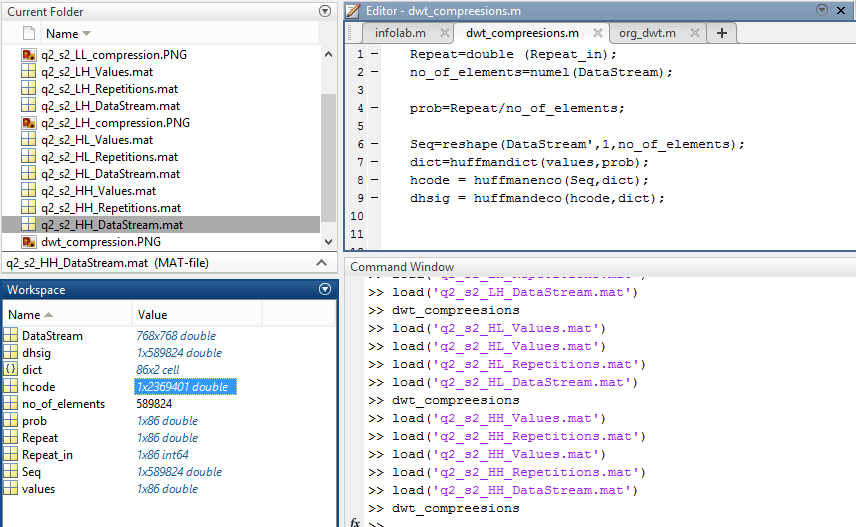 Current Folder
Name
q2_s2_LL_compression.PNG
q2_s2_LH_Values.mat
q2_s2_LH_Repetitions.mat
q2_s2_LH_DataStream.mat
q2_s2_LH_compression.PNG
q2_s2_HL_Values.mat
q2_s2_HL_Repetitions.mat
q2_s2_HL_DataStream.mat
q2_s2_HH_Values.mat
q2_s2_HH_Repetitions.mat
q2_s2_HH_DataStream.mat
dwt_compression.PNG
q2_s2_HH_DataStream.mat (MAT-file)
Workspace
Name Value
DataStream 768x768 double
dhsig 1x589824 double
dict 86x2 cell
hcode 1x2369401 double
no_of_elements 589824
prob 1x86 double
Repeat 1x86 double
Repeat_in 1x86 int64
Seq 1x589824 double
values 1x86 double
Editor - dwt_compreesions.m
infolab.m dwt_compreesions.m org_dwt.m +
1 – Repeat=double (Repeat_in);
2 – no_of_elements=numel(DataStream);
3
4 – prob=Repeat/no_of_elements;
5
6 – Seq=reshape(DataStream',1,no_of_elements);
7 – dict=huffmandict(values,prob);
8 – hcode = huffmanenco(Seq,dict);
9 – dhsig = huffmandeco(hcode,dict);
10
11
Command Window
>> load('q2_s2_LH_DataStream.mat')
>> dwt_compreesions
>> load('q2_s2_HL_Values.mat')
>> load('q2_s2_HL_Values.mat')
>> load('q2_s2_HL_Repetitions.mat')
>> load('q2_s2_HL_DataStream.mat')
>> dwt_compreesions
>> load('q2_s2_HH_Values.mat')
>> load('q2_s2_HH_Repetitions.mat')
>> load('q2_s2_HH_Values.mat')
>> load('q2_s2_HH_Repetitions.mat')
>> load('q2_s2_HH_DataStream.mat')
>> dwt_compreesions
fx >>